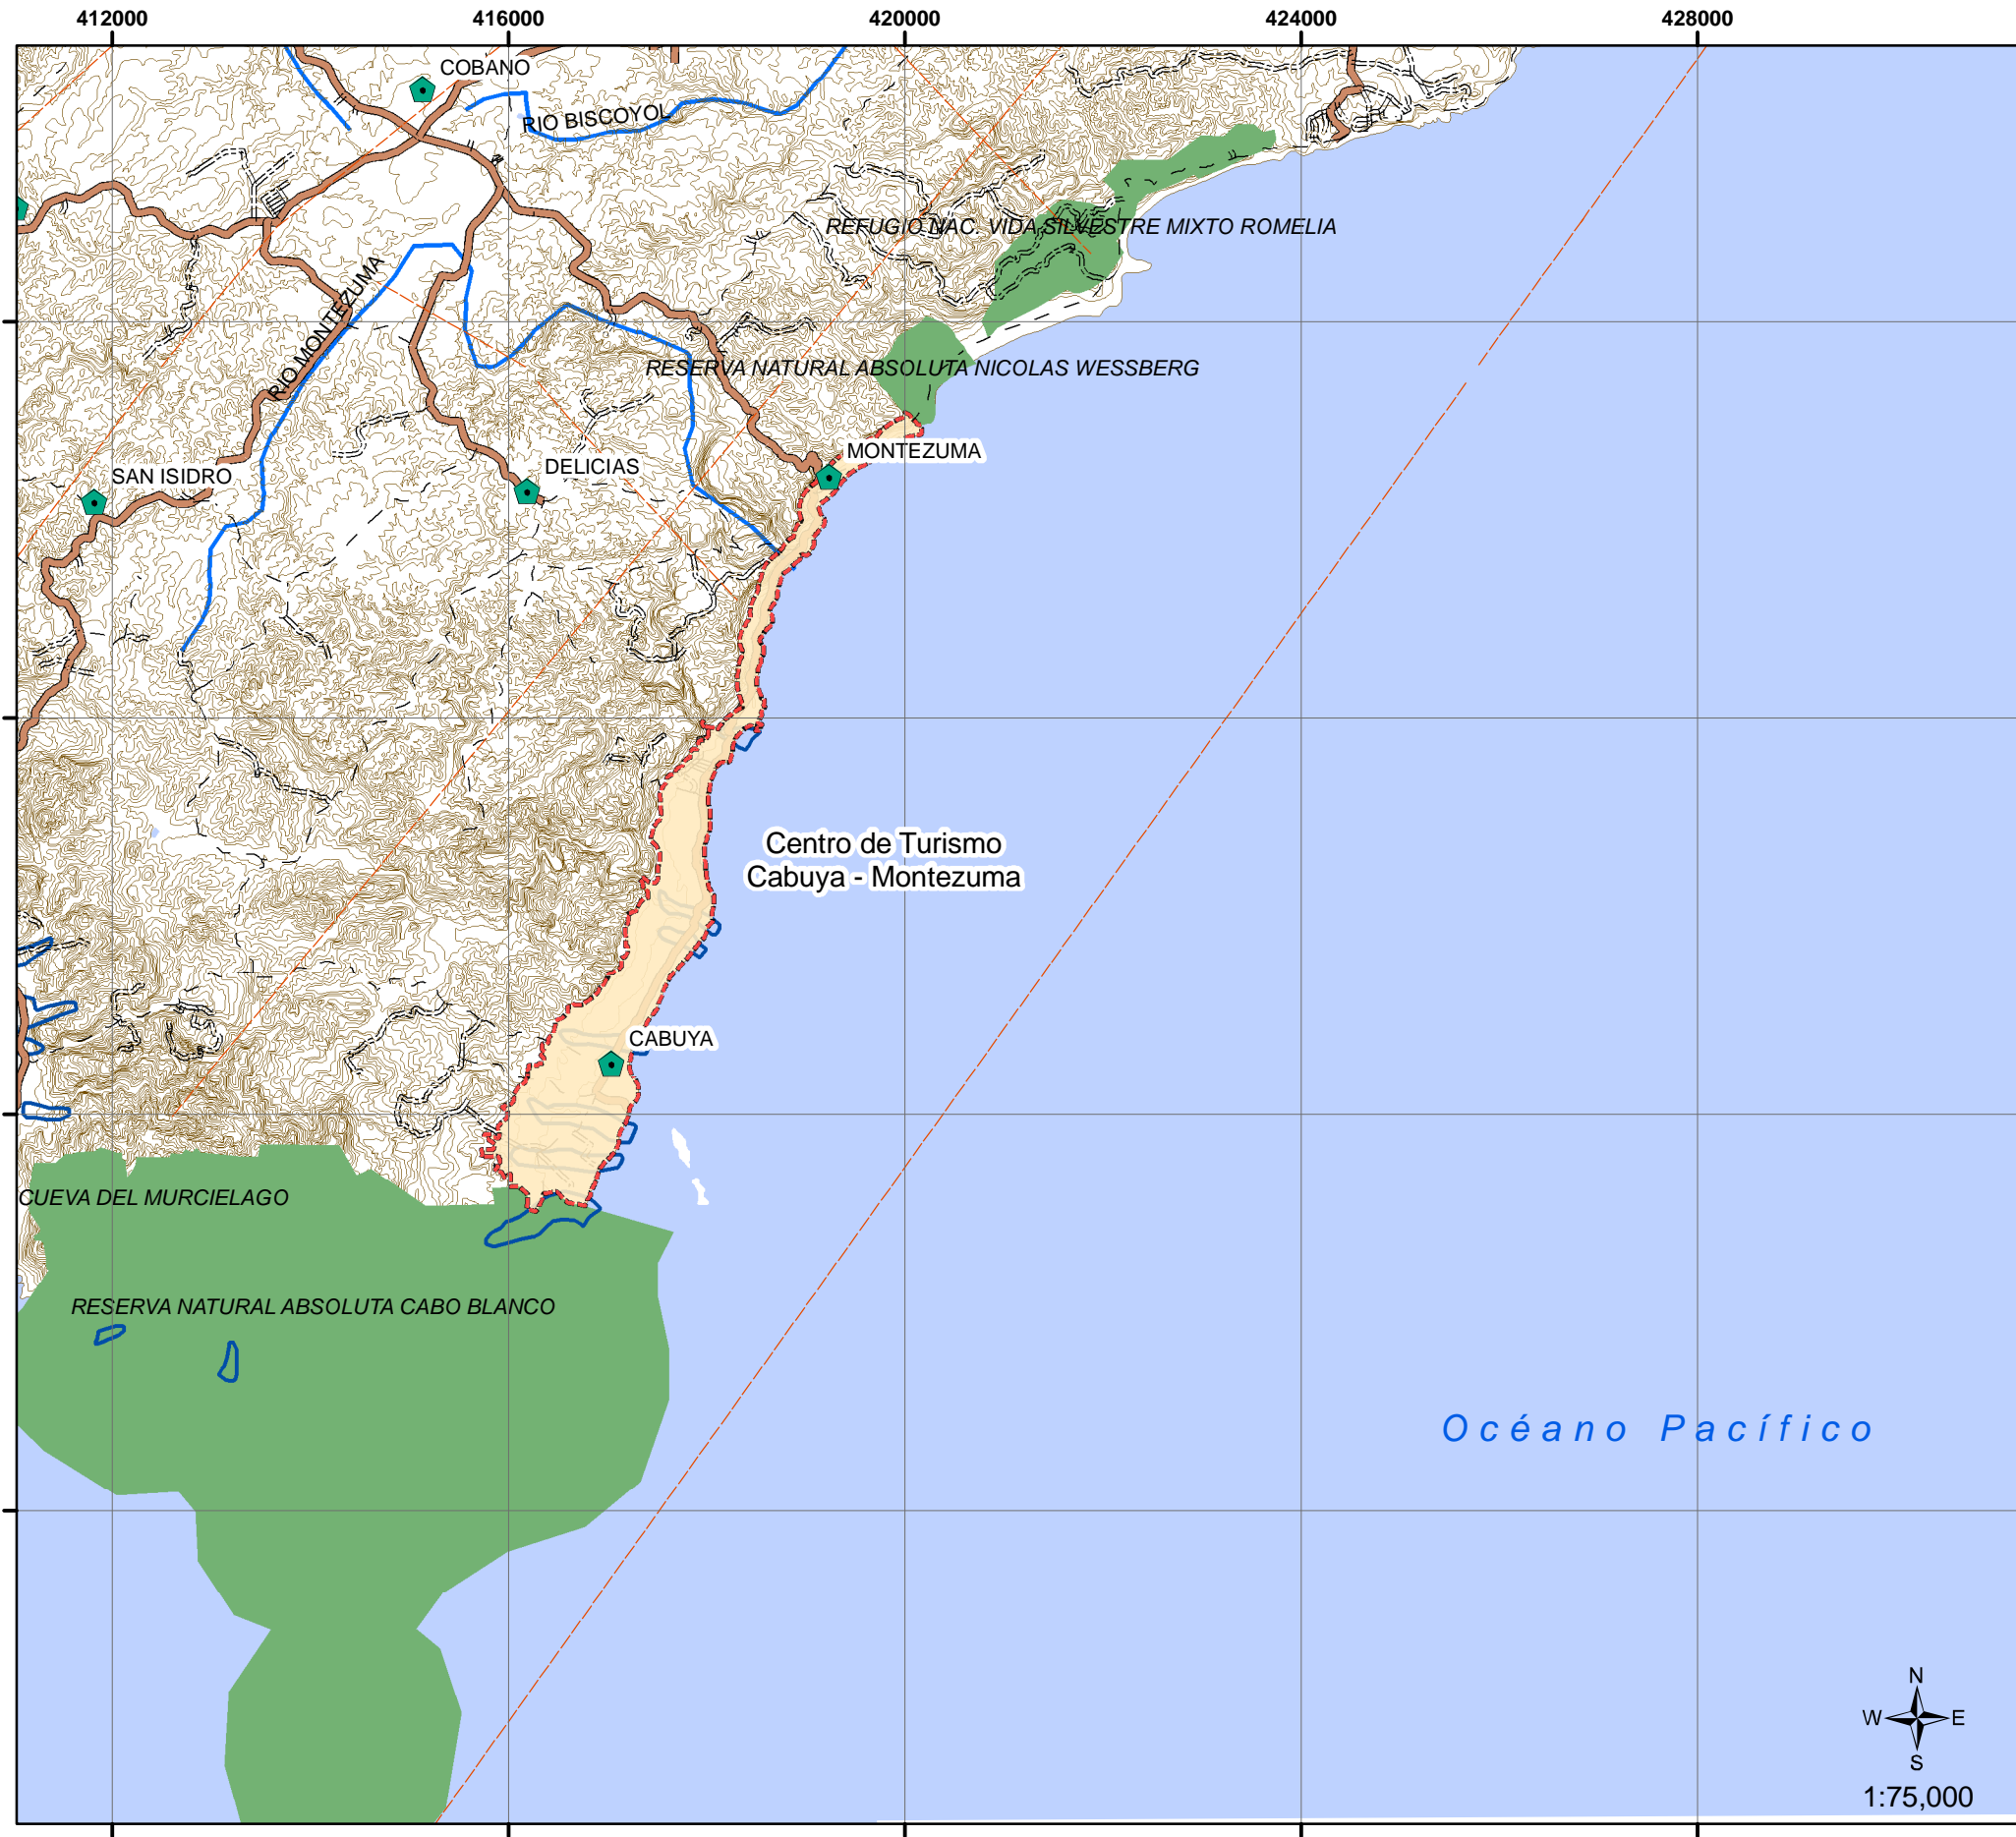 412000
416000
420000
424000
428000
COBANO
RIO BISCOYOL
REFUGIO NAC. VIDA SILVESTRE MIXTO ROMELIA
RIO MONTEZUMA
RESERVA NATURAL ABSOLUTA NICOLAS WESSBERG
MONTEZUMA
DELICIAS
SAN ISIDRO
Centro de Turismo
Cabuya - Montezuma
CABUYA
CUEVA DEL MURCIELAGO
RESERVA NATURAL ABSOLUTA CABO BLANCO
Océano Pacífico
N
W E
S
1:75,000